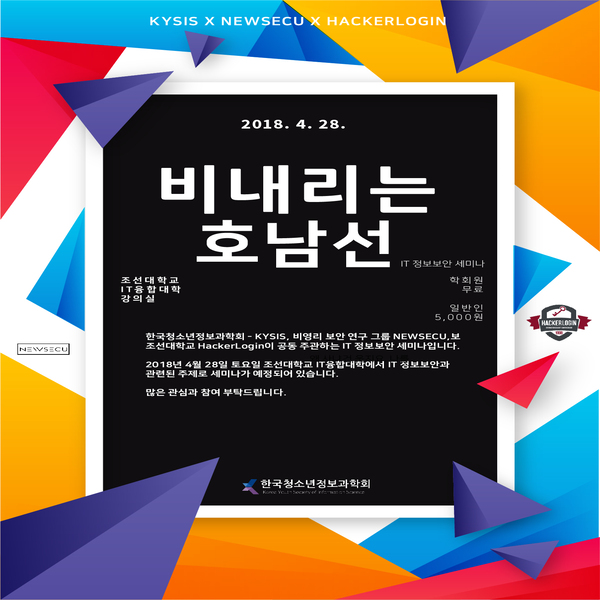 KYSIS X NEWSECU X HACKERLOGIN
2018. 4. 28.
비내리는
호남선
IT 정보보안 세미나
조선대학교
IT융합대학
강의실
학회원
무료
일반인
5,000원
한국청소년정보과학회 - KYSIS, 비영리 보안 연구 그룹 NEWSECU,보
조선대학교 HackerLogin이 공동 주관하는 IT 정보보안 세미나입니다.
2018년 4월 28일 토요일 조선대학교 IT융합대학에서 IT 정보보안과
관련된 주제로 세미나가 예정되어 있습니다.
많은 관심과 참여 부탁드립니다.
NEWSECU
HACKERLOGIN
한국청소년정보과학회
Korea Youth Society of Information Science